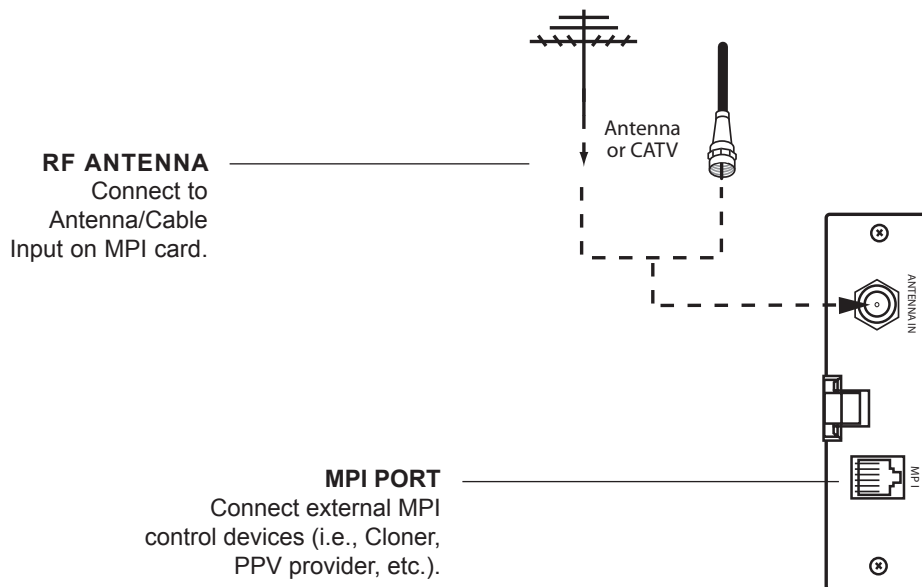 Antenna
or CATV
RF ANTENNA
Connect to
Antenna/Cable
Input on MPI card.
ANTENNA IN
MPI PORT
Connect external MPI
control devices (i.e., Cloner,
PPV provider, etc.).
MPI